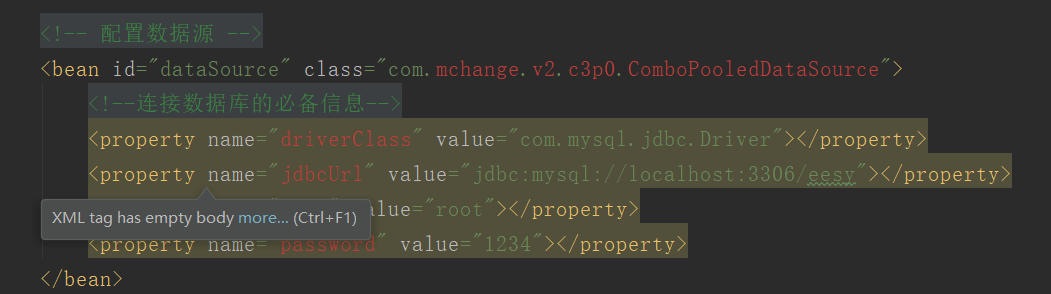 <!-- 配置数据源 -->
<bean id="dataSource" class="com.mchange.v2.c3p0.ComboPooledDataSource">
<!--连接数据库的必备信息-->
<property name="driverClass" value="com.mysql.jdbc.Driver"></property>
<property name="jdbcUrl" value="jdbc:mysql://localhost:3306/eesy"></property>
XML tag has empty body more... (Ctrl+F1)
value="root"></property>
<property name="password" value="1234"></property>
</bean>